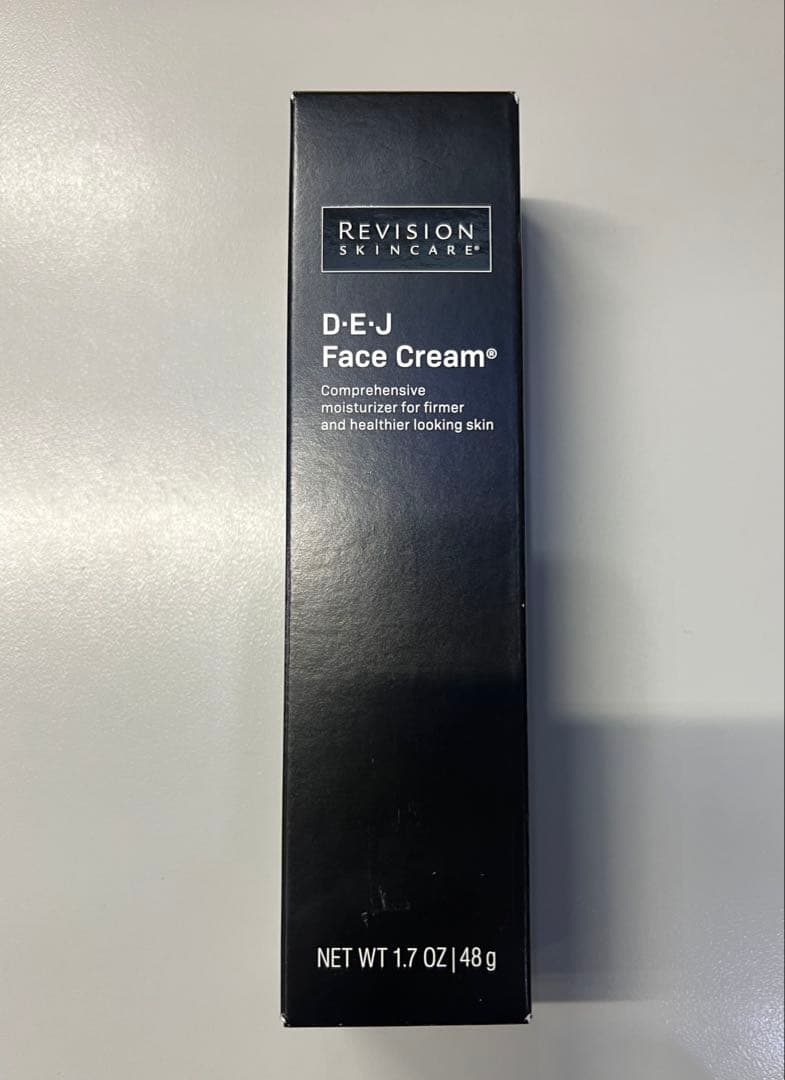 REVISION
SKINCARE®
D·E·J
Face Cream®
Comprehensive
moisturizer for firmer
and healthier looking skin
NET WT 1.7 OZ | 48 g